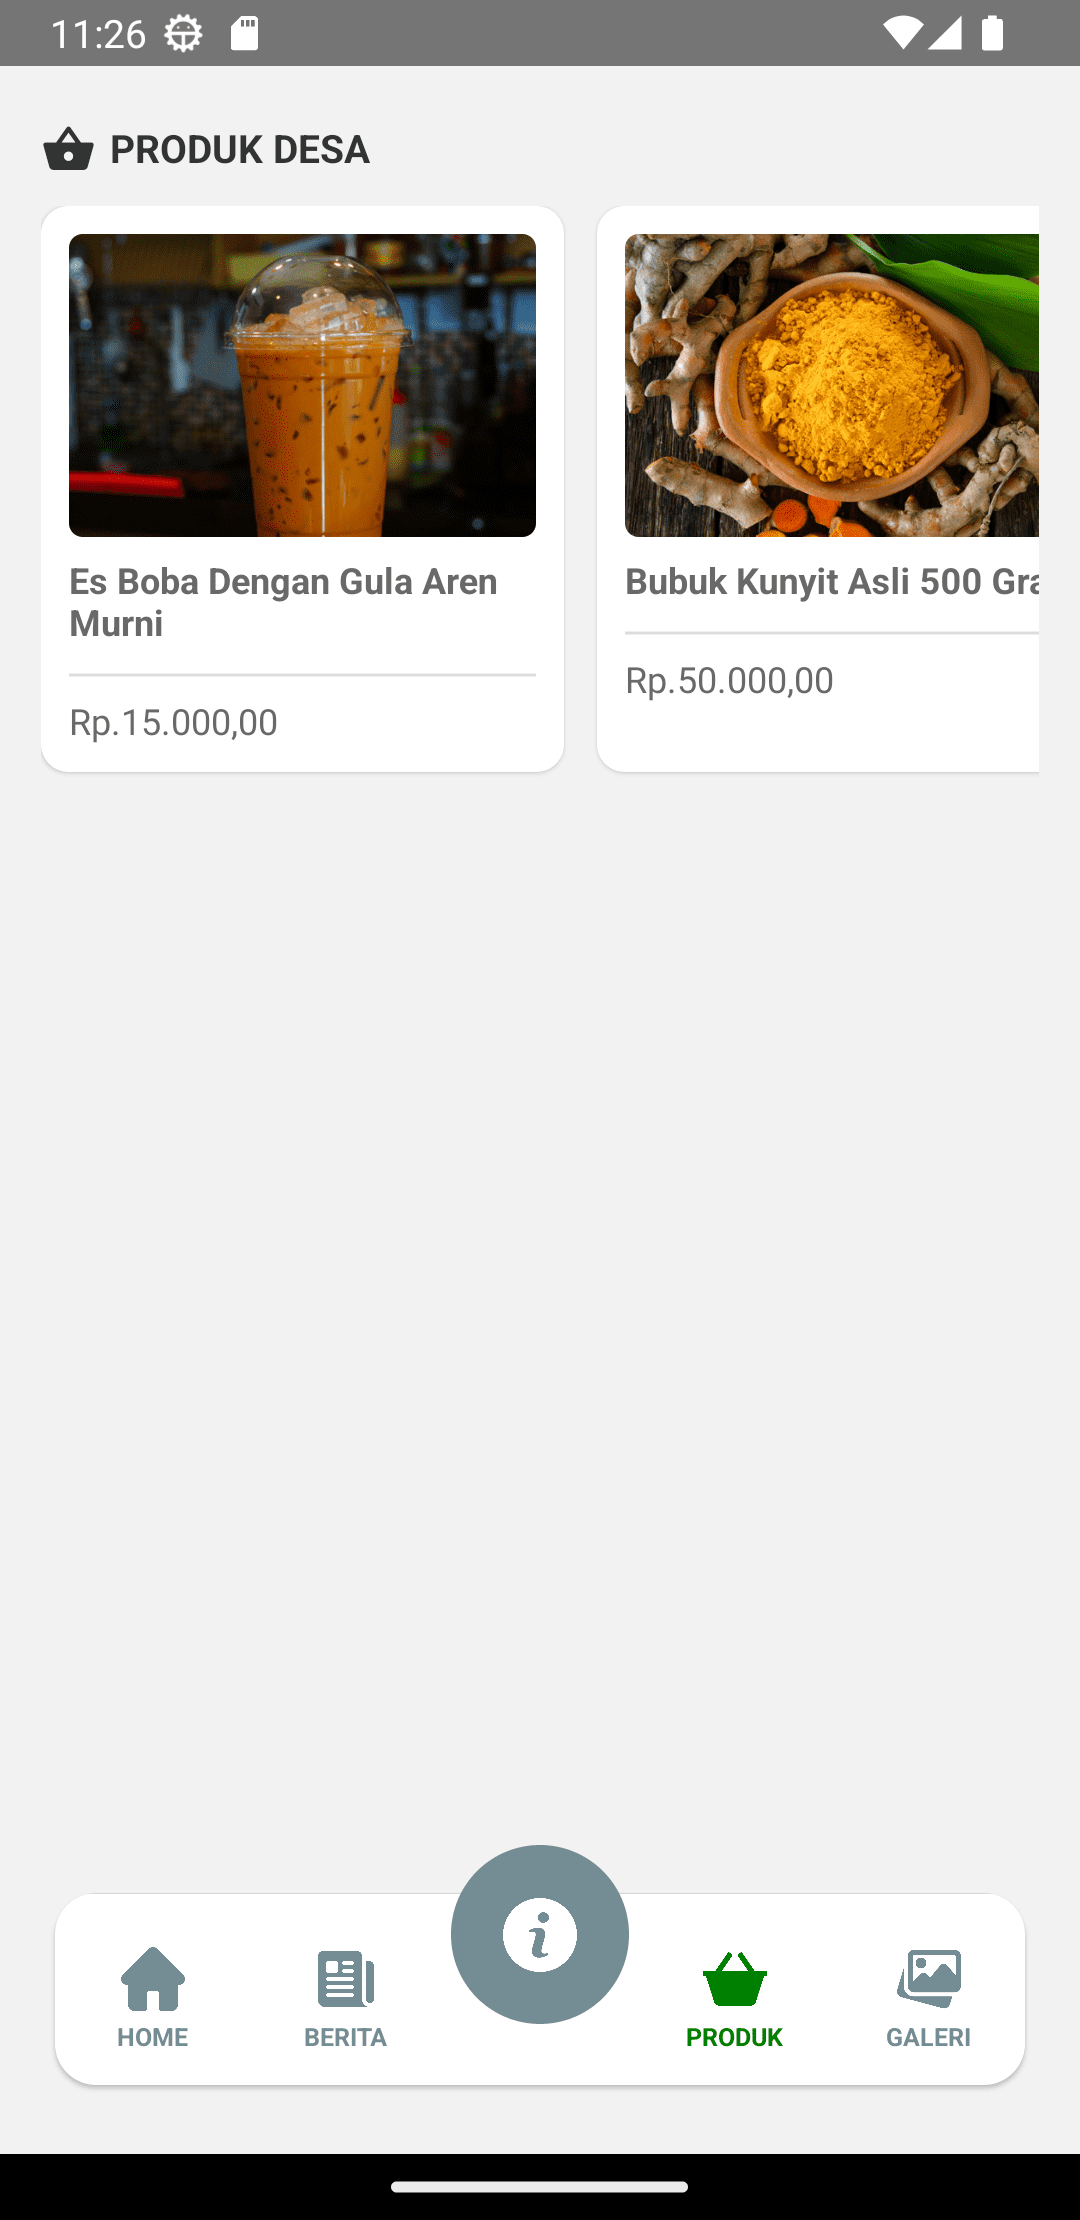 11:26
PRODUK DESA
Es Boba Dengan Gula Aren
Murni
Rp.15.000,00
Bubuk Kunyit Asli 500 Gra
Rp.50.000,00
HOME
BERITA
i
PRODUK
GALERI